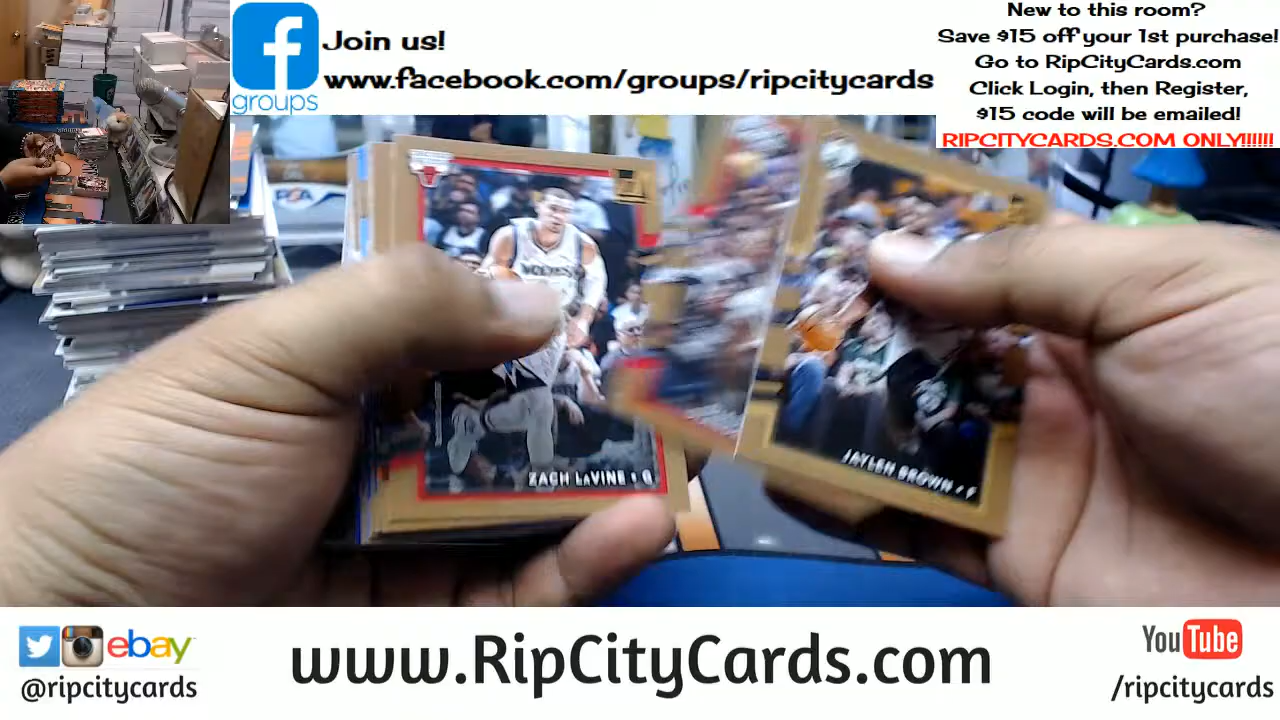 Join us!
www.facebook.com/groups/ripcitycards
groups
New to this room?
Save $15 off your 1st purchase!
Go to RipCityCards.com
Click Login, then Register,
$15 code will be emailed!
RIPCITYCARDS.COM ONLY!!!!!!
WOLVES
ZACH LaVINE • G
JAYLEN BROWN • F
ebay
@ripcitycards
www.RipCityCards.com
YouTube
/ripcitycards